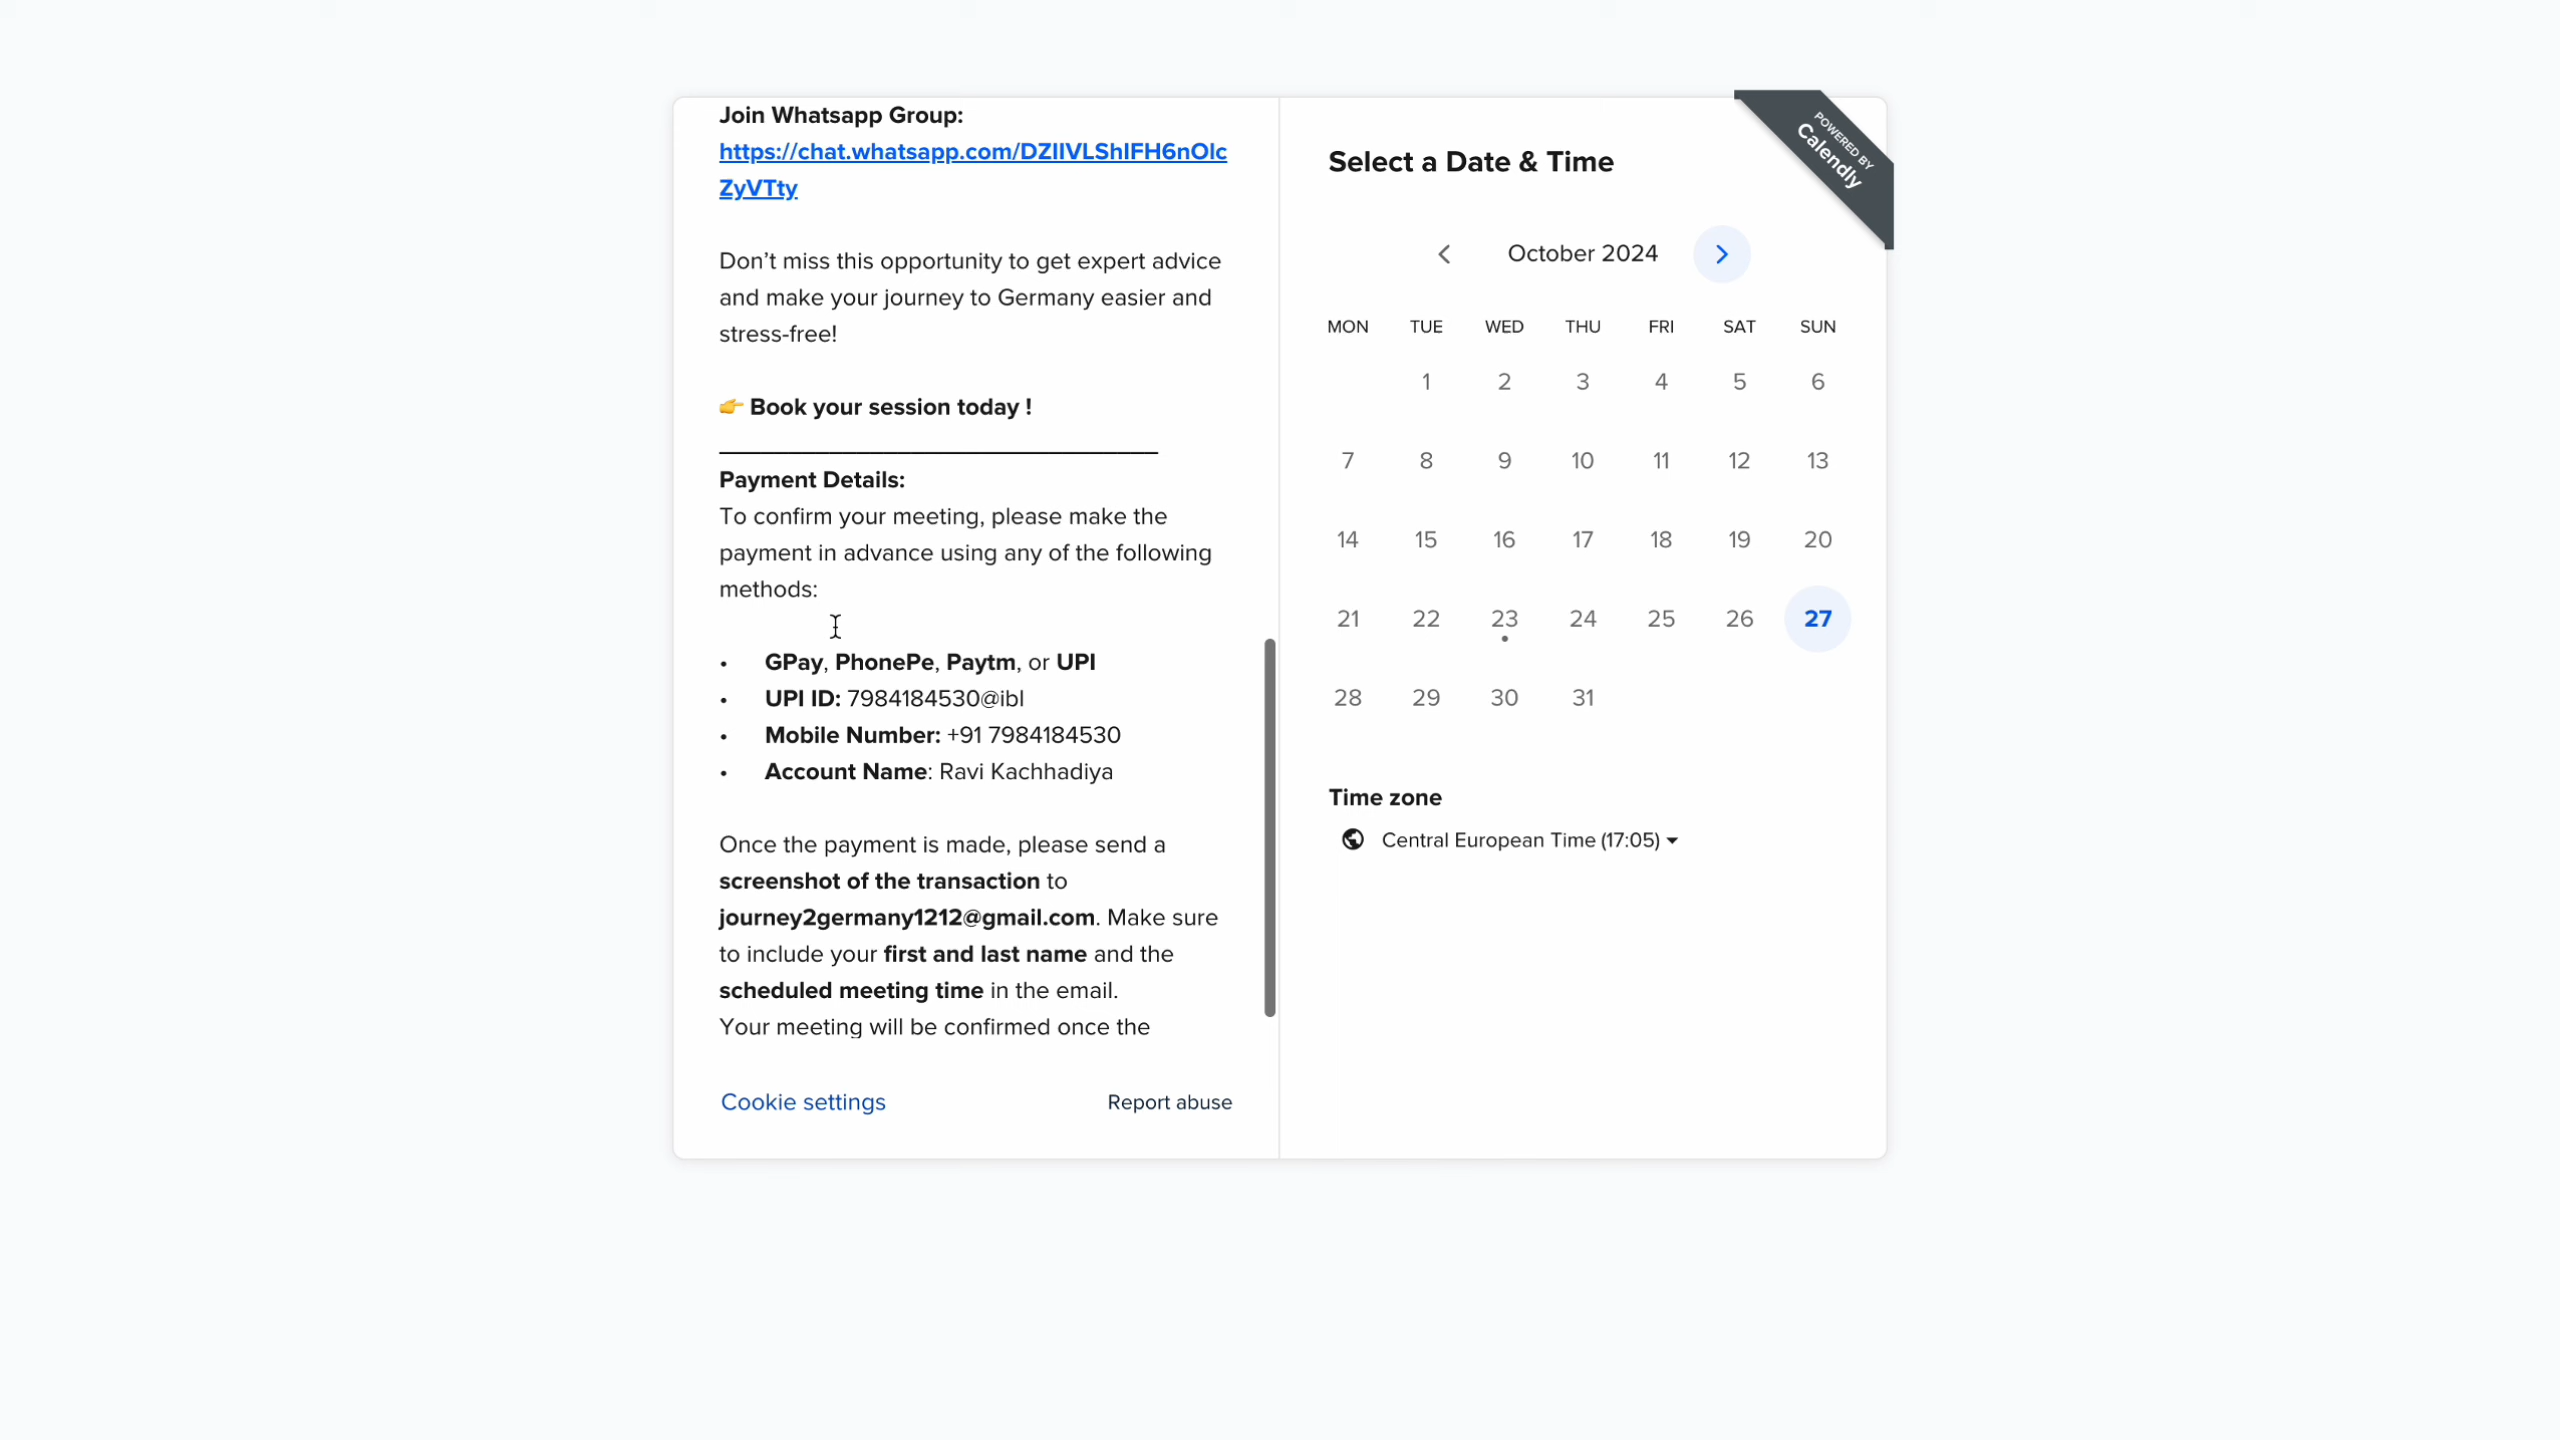 Join Whatsapp Group:
https://chat.whatsapp.com/DZIIVLShIFH6nOlc
ZyVTty
Don’t miss this opportunity to get expert advice
and make your journey to Germany easier and
stress-free!
👉 Book your session today !
Payment Details:
To confirm your meeting, please make the
payment in advance using any of the following
methods:
• GPay, PhonePe, Paytm, or UPI
• UPI ID: 7984184530@ibl
• Mobile Number: +91 7984184530
• Account Name: Ravi Kachhadiya
Once the payment is made, please send a
screenshot of the transaction to
journey2germany1212@gmail.com. Make sure
to include your first and last name and the
scheduled meeting time in the email.
Your meeting will be confirmed once the
Cookie settings
Report abuse
POWERED BY
Calendly
Select a Date & Time
October 2024
MON TUE WED THU FRI SAT SUN
1 2 3 4 5 6
7 8 9 10 11 12 13
14 15 16 17 18 19 20
21 22 23 24 25 26 27
28 29 30 31
Time zone
Central European Time (17:05)